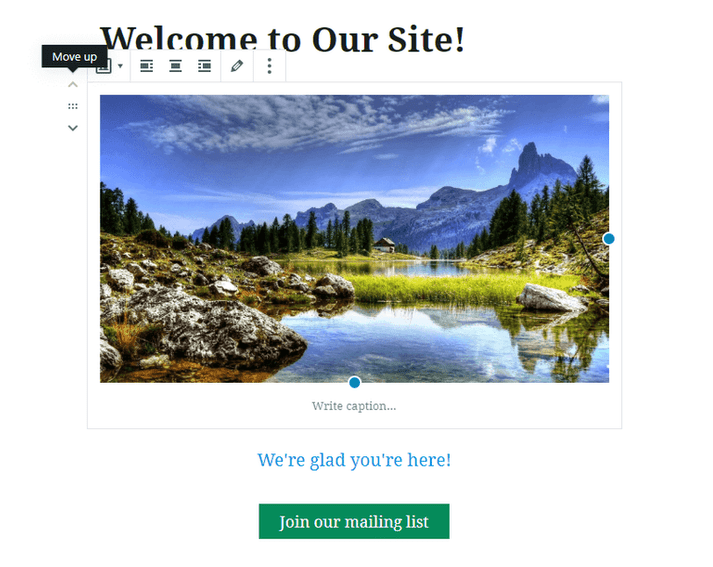 Welcome to Our Site!
Move up
Write caption...
We're glad you're here!
Join our mailing list